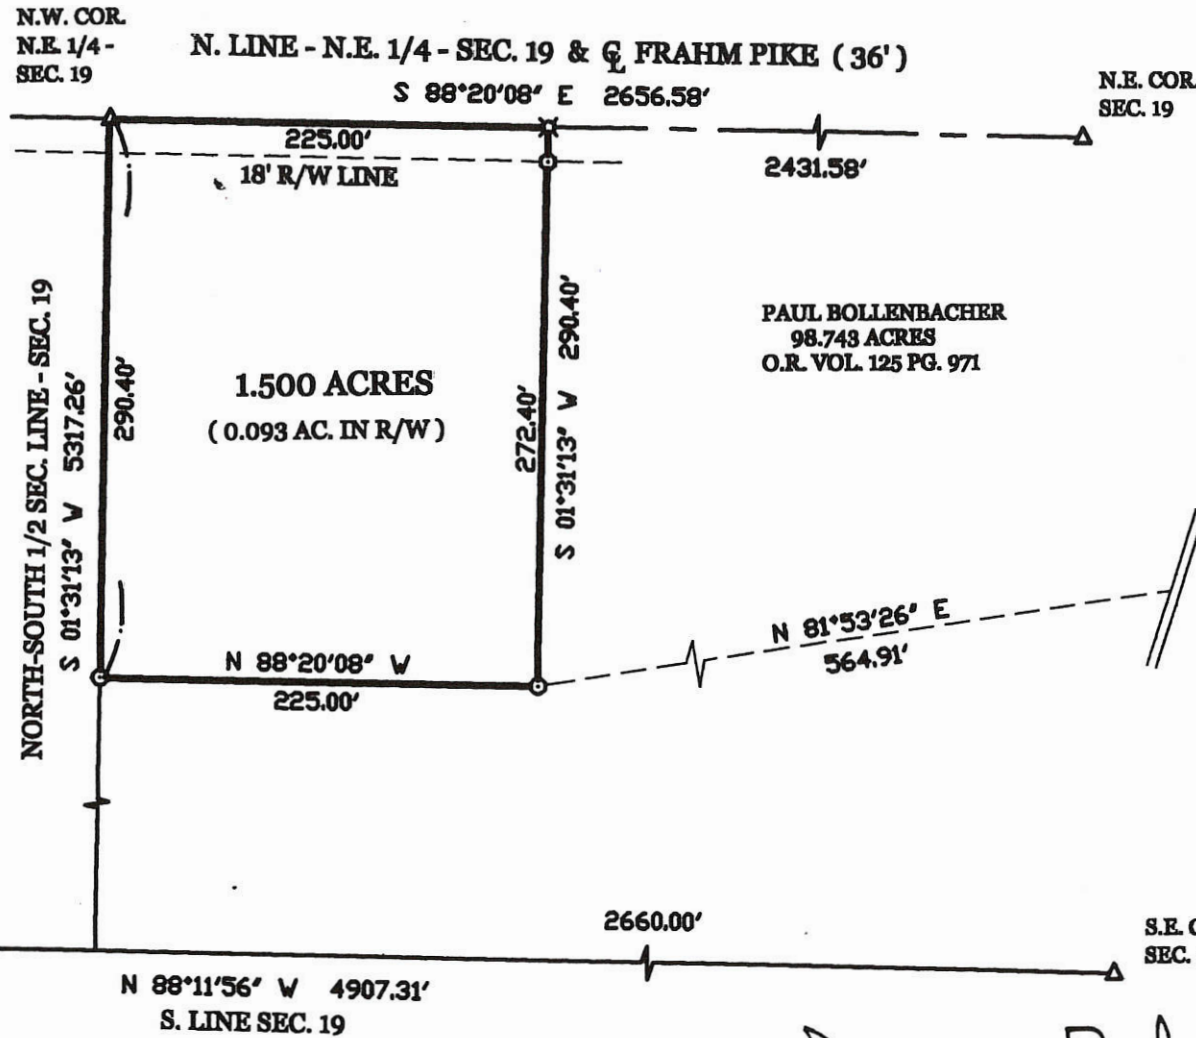 N.W. COR.
N.E. 1/4 -
SEC. 19
N. LINE - N.E. 1/4 - SEC. 19 & ℄ FRAHM PIKE ( 36' )
S 88°20'08" E 2656.58'
N.E. COR.
SEC. 19
225.00'
2431.58'
18' R/W LINE
NORTH-SOUTH 1/2 SEC. LINE - SEC. 19
S 01°31'13" W 5317.26'
290.40'
1.500 ACRES
( 0.093 AC. IN R/W )
272.40'
S 01°31'13" W 290.40'
PAUL BOLLENBACHER
98.743 ACRES
O.R. VOL. 125 PG. 971
N 81°53'26" E
564.91'
N 88°20'08" W
225.00'
2660.00'
S.E.
SEC.
N 88°11'56" W 4907.31'
S. LINE SEC. 19